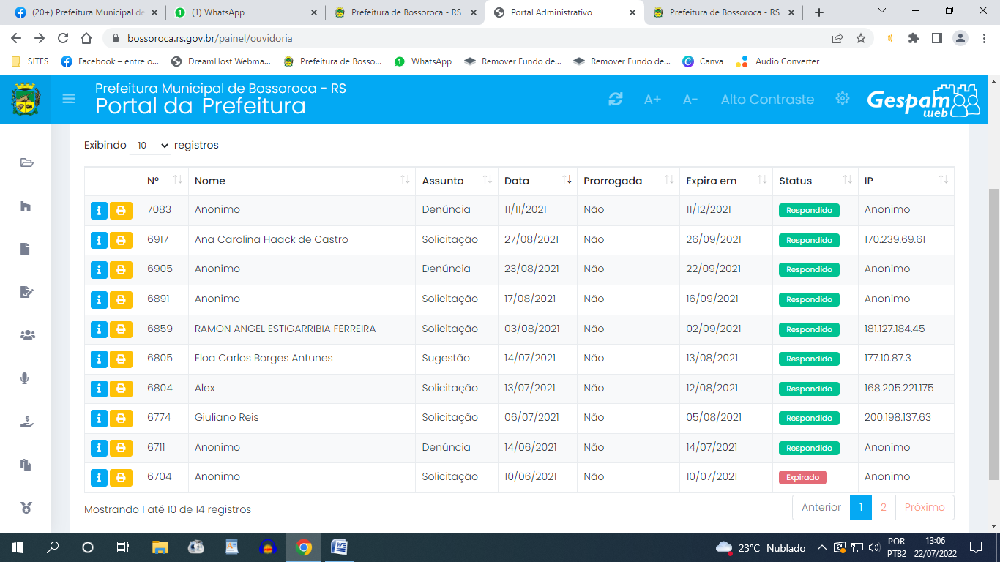 (20+) Prefeitura Municipal de
(1) WhatsApp
Prefeitura de Bossoroca - RS
Portal Administrativo
Prefeitura de Bossoroca - RS
bossoroca.rs.gov.br/painel/ouvidoria
SITES
Facebook – entre o...
DreamHost Webma...
Prefeitura de Bosso...
WhatsApp
Remover Fundo de...
Remover Fundo de...
Canva
Audio Converter
Prefeitura Municipal de Bossoroca - RS
Portal da Prefeitura
A+ A- Alto Contraste
Gespam
web
Exibindo 10 registros
Nº Nome Assunto Data Prorrogada Expira em Status IP
7083 Anonimo Denúncia 11/11/2021 Não 11/12/2021 Respondido Anonimo
6917 Ana Carolina Haack de Castro Solicitação 27/08/2021 Não 26/09/2021 Respondido 170.239.69.61
6905 Anonimo Denúncia 23/08/2021 Não 22/09/2021 Respondido Anonimo
6891 Anonimo Solicitação 17/08/2021 Não 16/09/2021 Respondido Anonimo
6859 RAMON ANGEL ESTIGARRIBIA FERREIRA Solicitação 03/08/2021 Não 02/09/2021 Respondido 181.127.184.45
6805 Eloa Carlos Borges Antunes Sugestão 14/07/2021 Não 13/08/2021 Respondido 177.10.87.3
6804 Alex Solicitação 13/07/2021 Não 12/08/2021 Respondido 168.205.221.175
6774 Giuliano Reis Solicitação 06/07/2021 Não 05/08/2021 Respondido 200.198.137.63
6711 Anonimo Denúncia 14/06/2021 Não 14/07/2021 Respondido Anonimo
6704 Anonimo Solicitação 10/06/2021 Não 10/07/2021 Expirado Anonimo
Mostrando 1 até 10 de 14 registros
Anterior 1 2 Próximo
23°C Nublado
POR
PTB2
13:06
22/07/2022